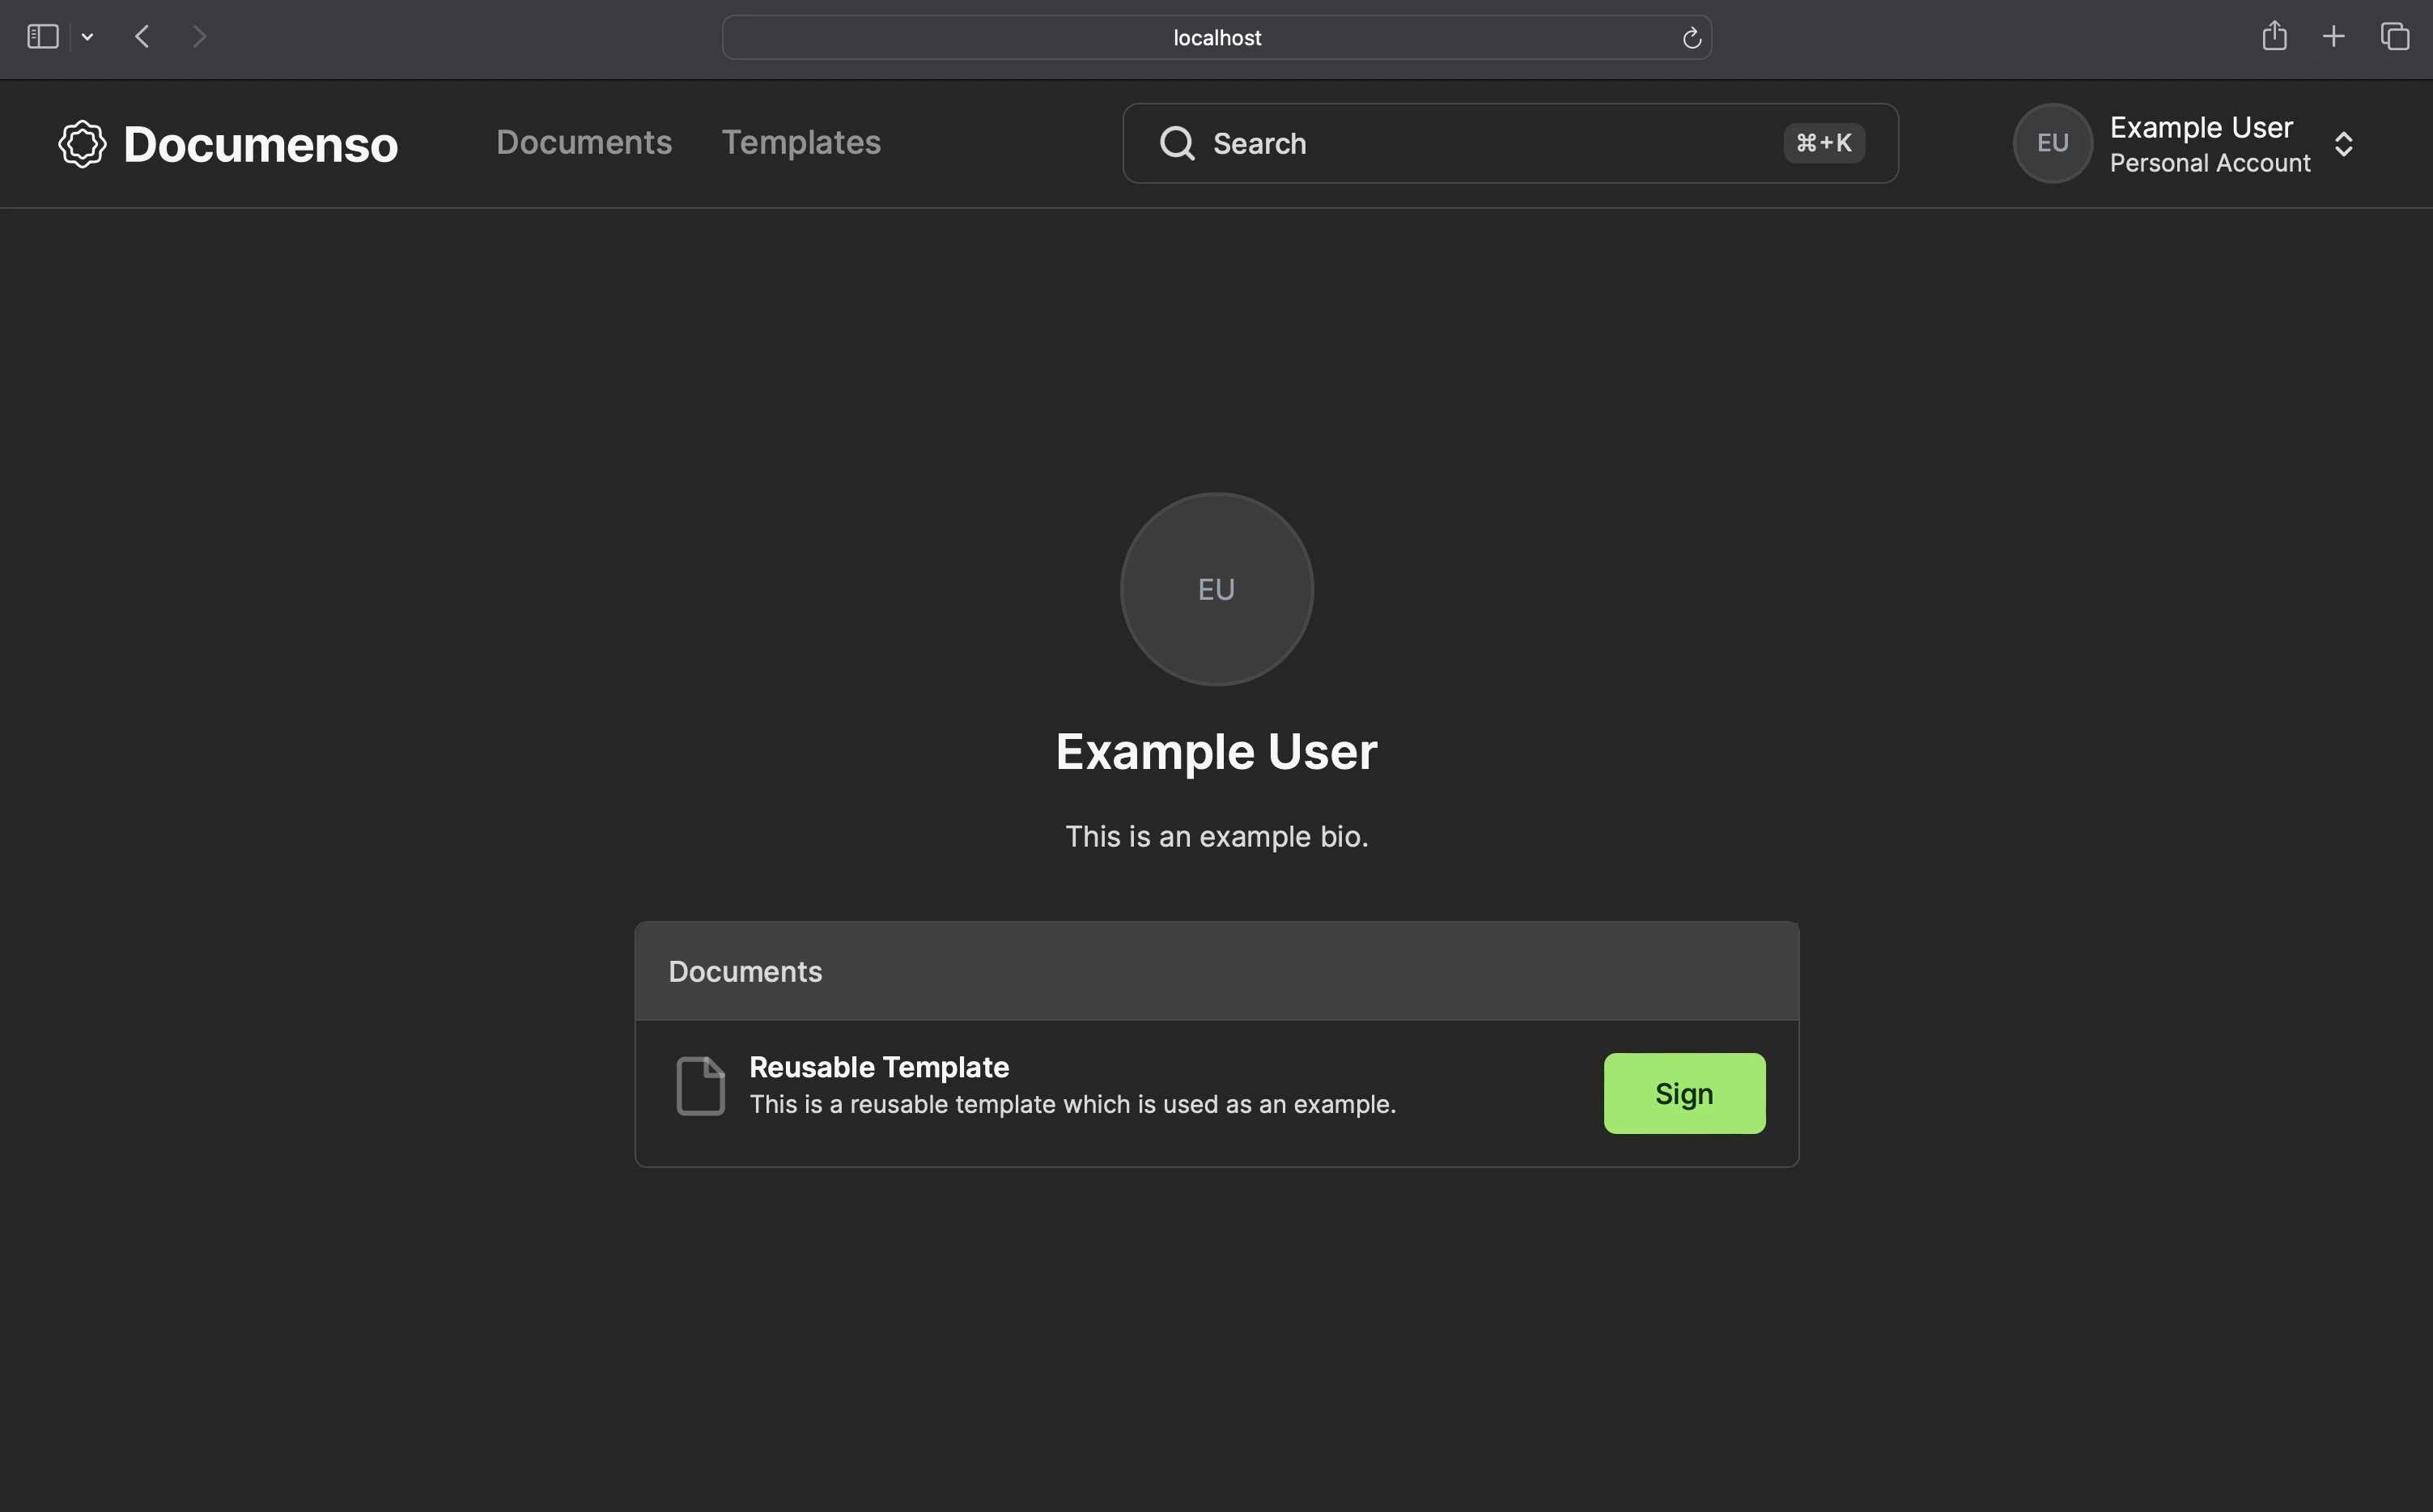 localhost
Documenso
Documents
Templates
Search
⌘+K
EU
Example User
Personal Account
EU
Example User
This is an example bio.
Documents
Reusable Template
This is a reusable template which is used as an example.
Sign